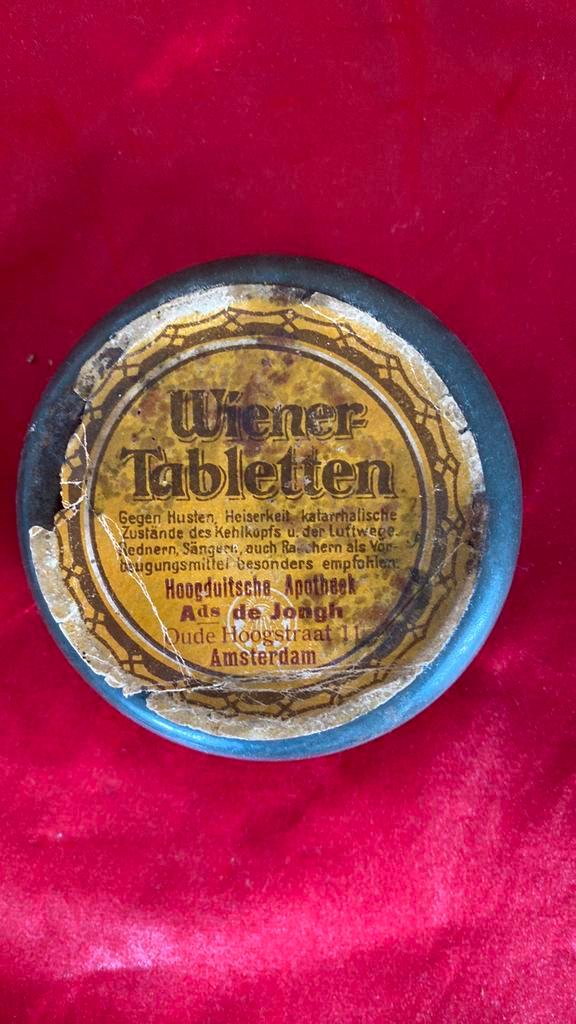 Wiener-
Tabletten
Gegen Husten, Heiserkeit, katarrhalische
Zustände des Kehlkopfs u. der Luftwege.
Rednern, Sängern, auch Rauchern als Vor-
beugungsmittel besonders empfohlen.
Hoogduitsche Apotheek
Ads de Jongh
Oude Hoogstraat 11
Amsterdam